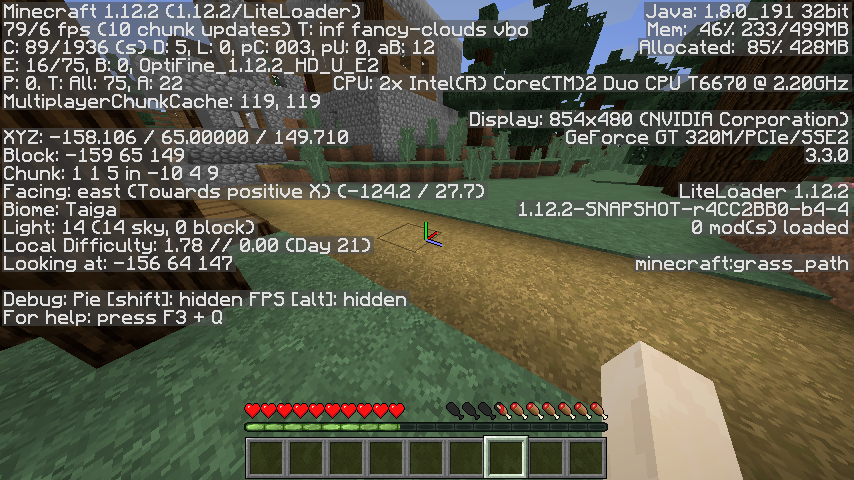 Minecraft 1.12.2 (1.12.2/LiteLoader)
79/6 fps (10 chunk updates) T: inf fancy-clouds vbo
C: 89/1936 (s) D: 5, L: 0, pC: 003, pU: 0, aB: 12
E: 16/75, B: 0, OptiFine_1.12.2_HD_U_E2
P: 0. T: All: 75, A: 22
MultiplayerChunkCache: 119, 119
XYZ: -158.106 / 65.00000 / 149.710
Block: -159 65 149
Chunk: 1 1 5 in -10 4 9
Facing: east (Towards positive X) (-124.2 / 27.7)
Biome: Taiga
Light: 14 (14 sky, 0 block)
Local Difficulty: 1.78 // 0.00 (Day 21)
Looking at: -156 64 147
Debug: Pie [shift]: hidden FPS [alt]: hidden
For help: press F3 + Q
Java: 1.8.0_191 32bit
Mem: 46% 233/499MB
Allocated: 85% 428MB
CPU: 2x Intel(R) Core(TM)2 Duo CPU T6670 @ 2.20GHz
Display: 854x480 (NVIDIA Corporation)
GeForce GT 320M/PCIe/SSE2
3.3.0
LiteLoader 1.12.2
1.12.2-SNAPSHOT-r4CC2BB0-b4-4
0 mod(s) loaded
minecraft:grass_path